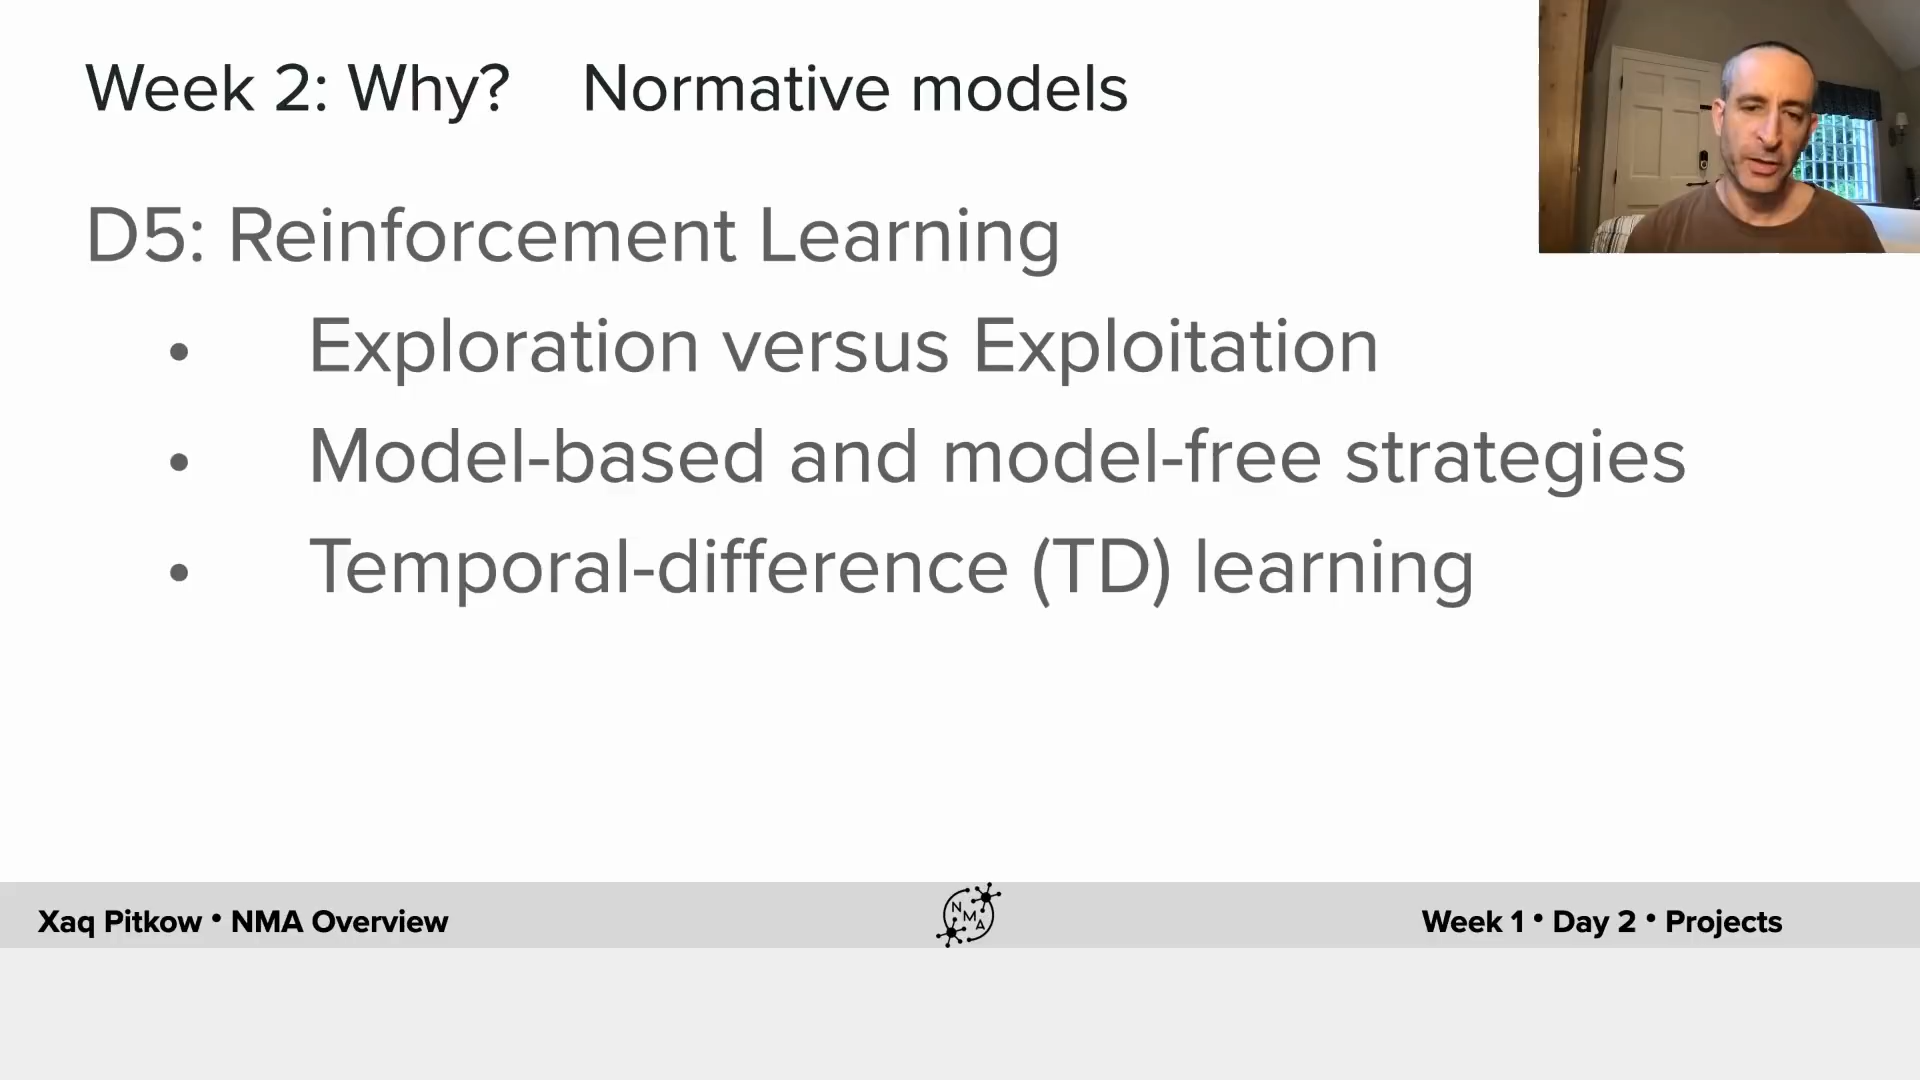 Week 2: Why? Normative models
D5: Reinforcement Learning
• Exploration versus Exploitation
• Model-based and model-free strategies
• Temporal-difference (TD) learning
Xaq Pitkow • NMA Overview
NMA
Week 1 • Day 2 • Projects